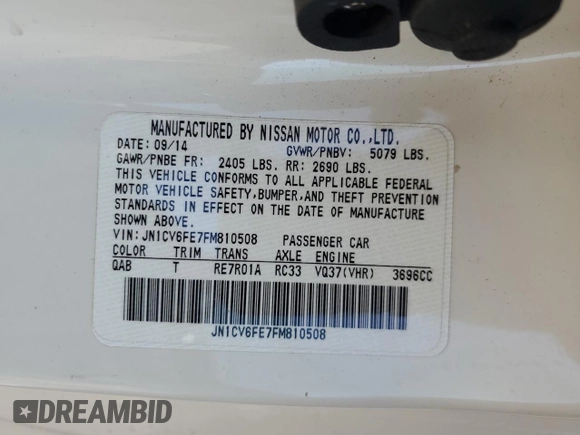 MANUFACTURED BY NISSAN MOTOR CO.,LTD.
DATE: 09/14 GVWR/PNBV: 5079 LBS.
GAWR/PNBE FR: 2405 LBS. RR: 2690 LBS.
THIS VEHICLE CONFORMS TO ALL APPLICABLE FEDERAL
MOTOR VEHICLE SAFETY,BUMPER,AND THEFT PREVENTION
STANDARDS IN EFFECT ON THE DATE OF MANUFACTURE
SHOWN ABOVE.
VIN:JN1CV6FE7FM810508 PASSENGER CAR
COLOR TRIM TRANS AXLE ENGINE
QAB T RE7R01A RC33 VQ37(VHR) 3696CC
JN1CV6FE7FM810508
DREAMBID